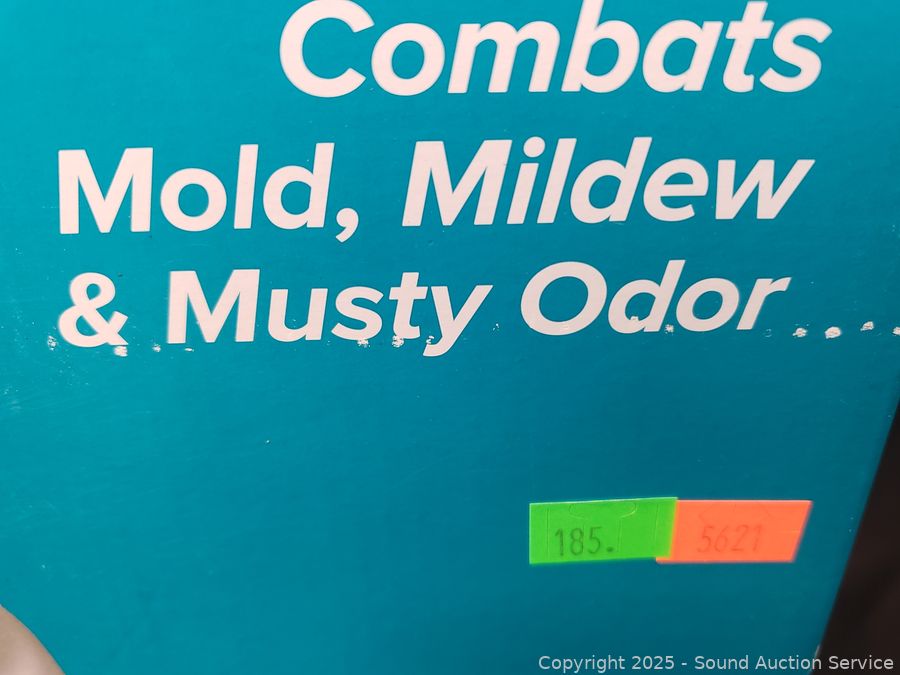 Combats
Mold, Mildew
& Musty Odor
185.
5621
Copyright 2025 - Sound Auction Service